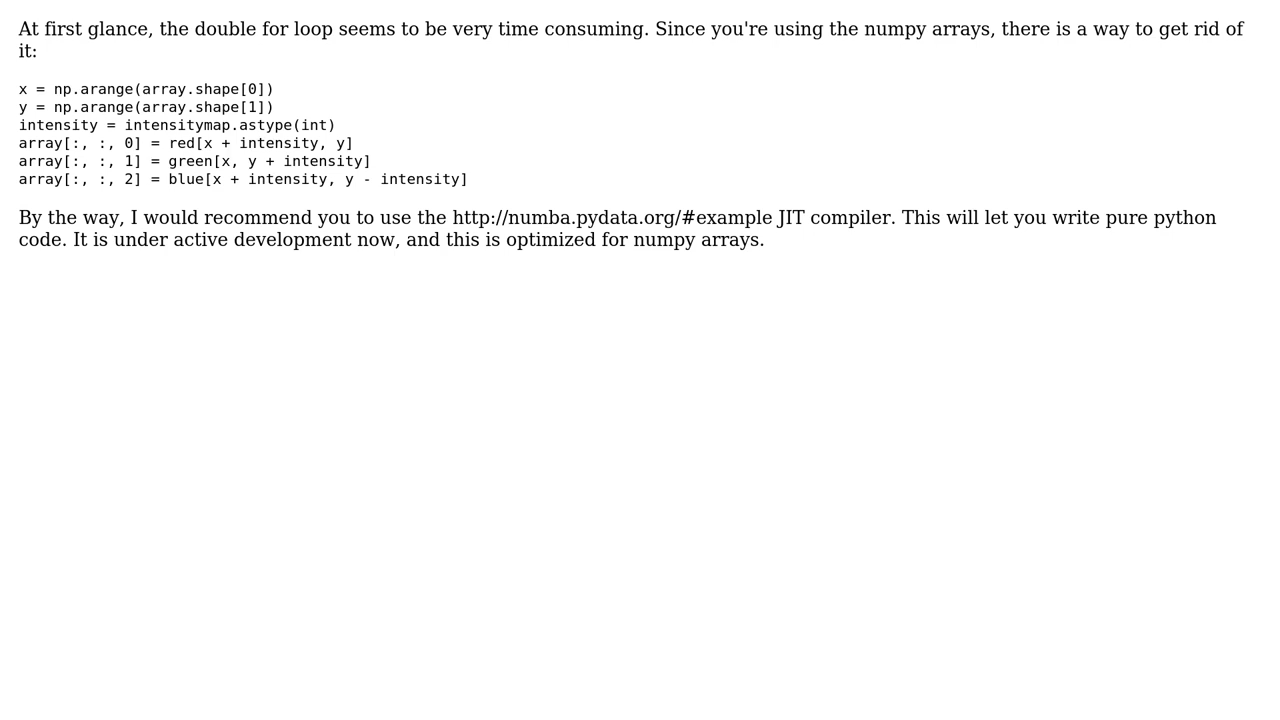 At first glance, the double for loop seems to be very time consuming. Since you're using the numpy arrays, there is a way to get rid of
it:
x = np.arange(array.shape[0])
y = np.arange(array.shape[1])
intensity = intensitymap.astype(int)
array[:, :, 0] = red[x + intensity, y]
array[:, :, 1] = green[x, y + intensity]
array[:, :, 2] = blue[x + intensity, y - intensity]
By the way, I would recommend you to use the http://numba.pydata.org/#example JIT compiler. This will let you write pure python
code. It is under active development now, and this is optimized for numpy arrays.